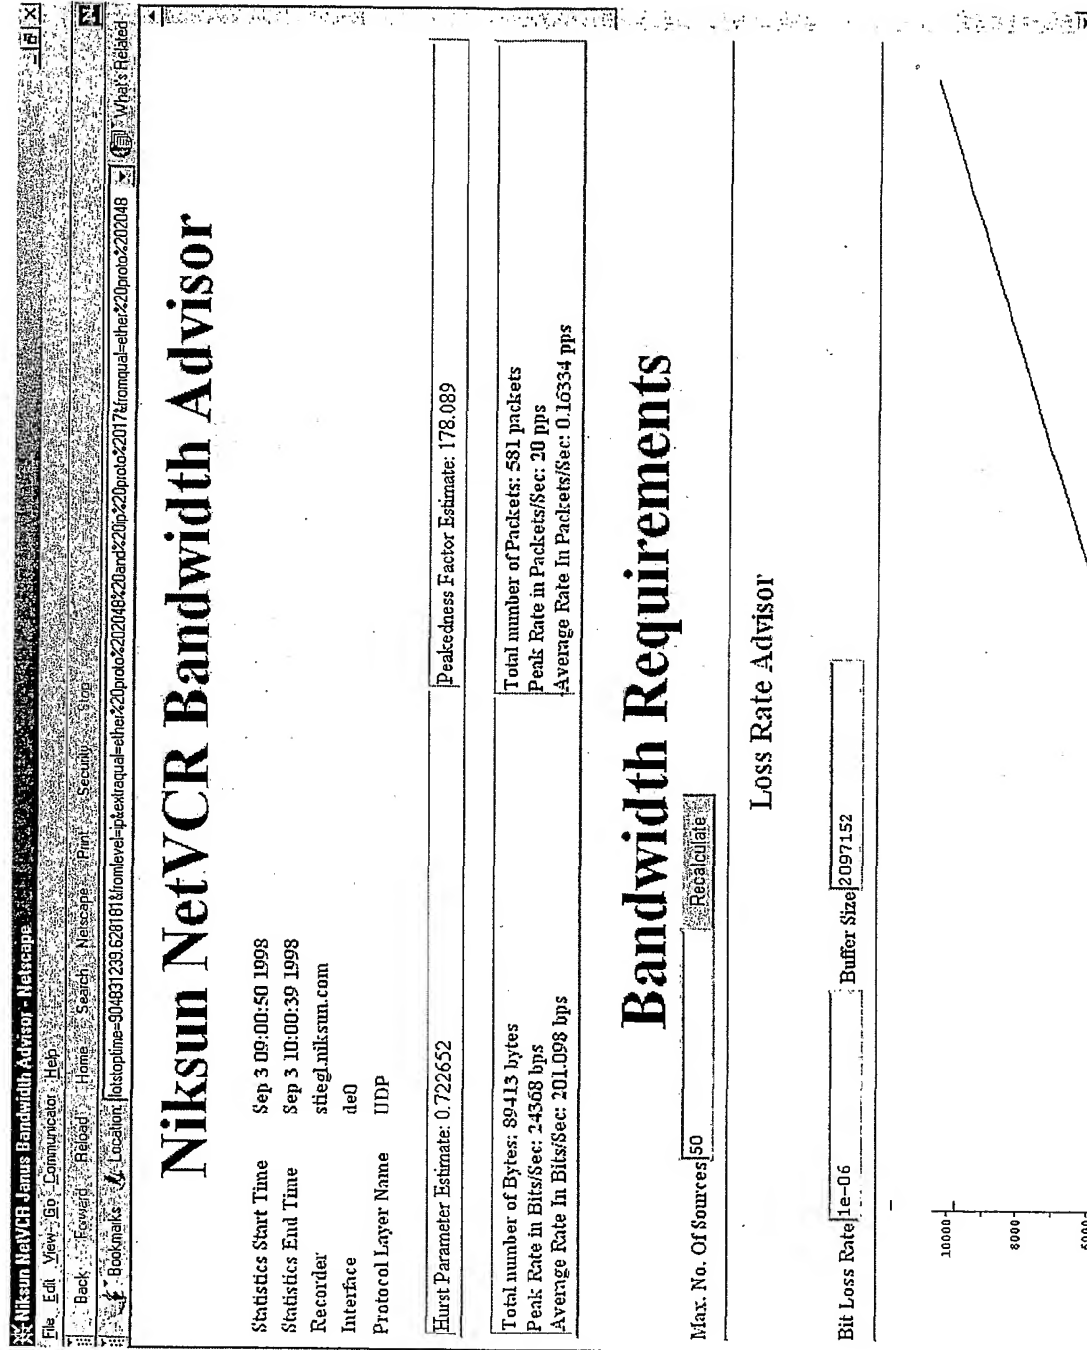 Niksun NetVCR Janus Bandwidth Advisor - Netscape
File Edit View Go Communicator Help
Back Forward Reload Home Search Netscape Print Security Stop
Bookmarks Location: lotstoptime=904831239.628181&fromlevel=ip&extraqual=ether%20proto%202048%20and%20ip%20proto%2017&fromqual=ether%20proto%202048 What's Related
Niksun NetVCR Bandwidth Advisor
Statistics Start Time Sep 3 09:00:50 1998
Statistics End Time Sep 3 10:00:39 1998
Recorder stiegl.niksun.com
Interface de0
Protocol Layer Name UDP
Hurst Parameter Estimate: 0.722652 Peakedness Factor Estimate: 178.089
Total number of Bytes: 89413 bytes Total number of Packets: 581 packets
Peak Rate in Bits/Sec: 24368 bps Peak Rate in Packets/Sec: 20 pps
Average Rate In Bits/Sec: 201.098 bps Average Rate In Packets/Sec: 0.16334 pps
Bandwidth Requirements
Max. No. Of Sources 50 Recalculate
Loss Rate Advisor
Bit Loss Rate 1e-06 Buffer Size 2097152
10000
8000
6000